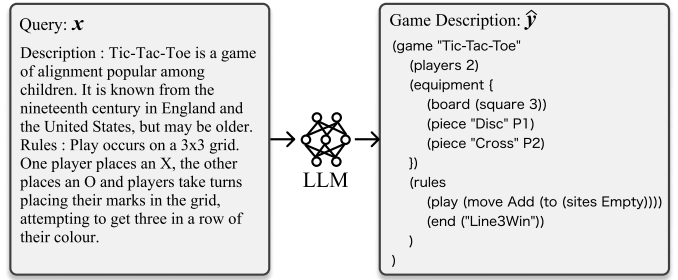 Query: x
Description : Tic-Tac-Toe is a game
of alignment popular among
children. It is known from the
nineteenth century in England and
the United States, but may be older.
Rules : Play occurs on a 3x3 grid.
One player places an X, the other
places an O and players take turns
placing their marks in the grid,
attempting to get three in a row of
their colour.
LLM
Game Description: ŷ
(game "Tic-Tac-Toe"
(players 2)
(equipment {
(board (square 3))
(piece "Disc" P1)
(piece "Cross" P2)
})
(rules
(play (move Add (to (sites Empty))))
(end ("Line3Win"))
)
)